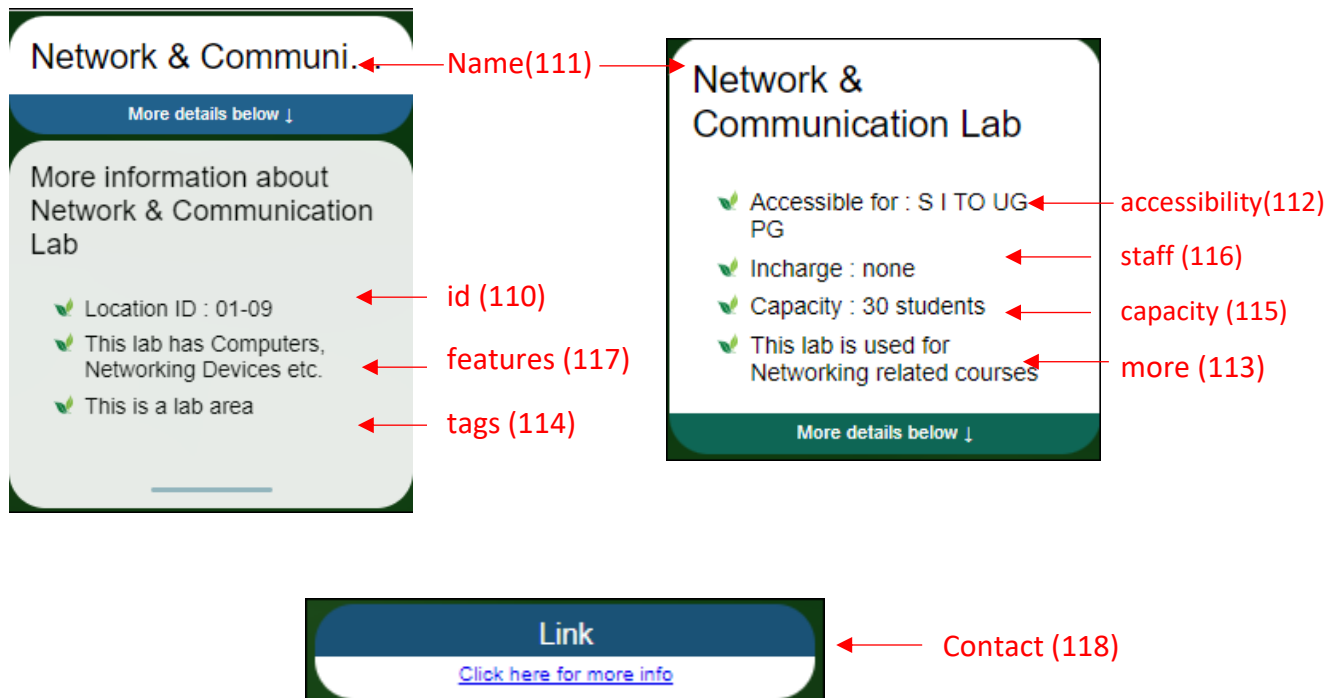 Network & Communi...
More details below ↓
More information about
Network & Communication
Lab
Location ID : 01-09
This lab has Computers,
Networking Devices etc.
This is a lab area
Name(111)
id (110)
features (117)
tags (114)
Network &
Communication Lab
Accessible for : S I TO UG
PG
Incharge : none
Capacity : 30 students
This lab is used for
Networking related courses
More details below ↓
accessibility(112)
staff (116)
capacity (115)
more (113)
Link
Click here for more info
Contact (118)